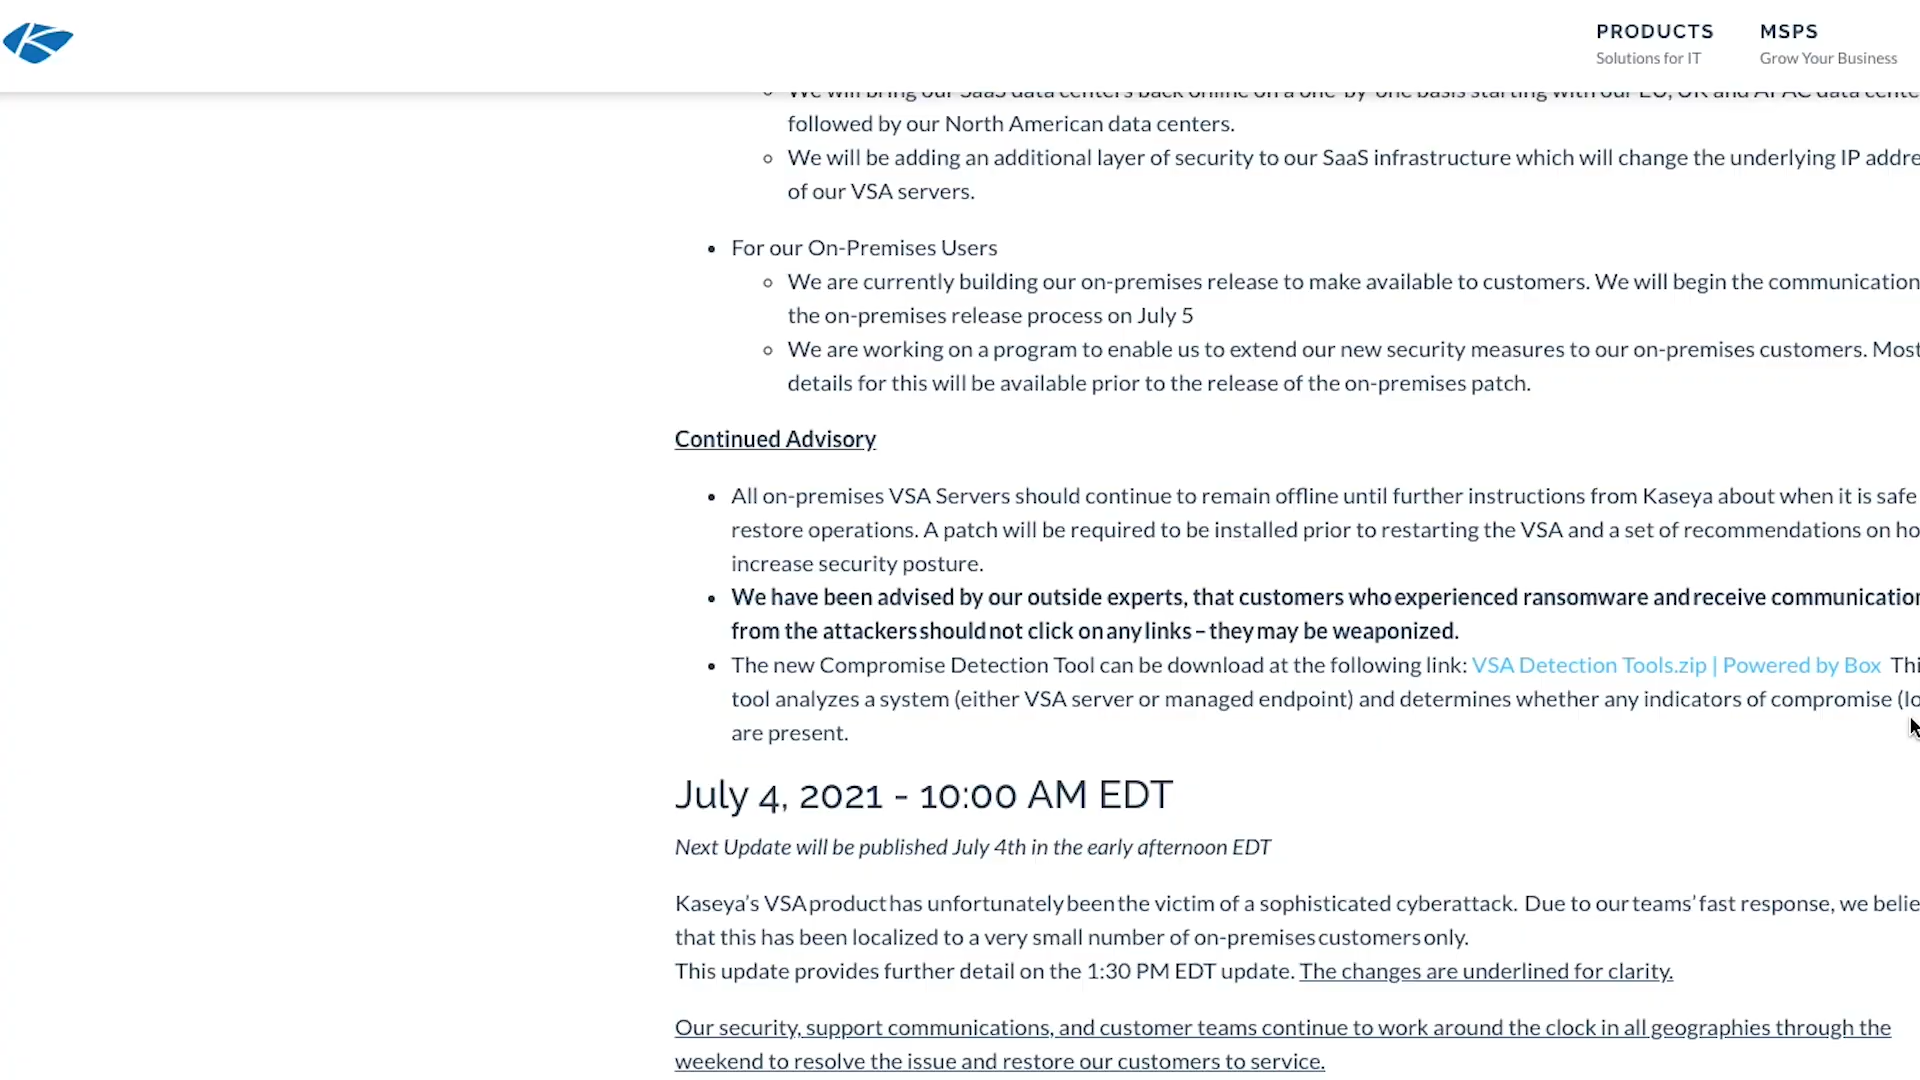 PRODUCTS
Solutions for IT
MSPS
Grow Your Business
We will bring our SaaS data centers back online on a one-by-one basis starting with our EU, UK and APAC data
followed by our North American data centers.
We will be adding an additional layer of security to our SaaS infrastructure which will change the underlying IP
of our VSA servers.
For our On-Premises Users
We are currently building our on-premises release to make available to customers. We will begin the communication
the on-premises release process on July 5
We are working on a program to enable us to extend our new security measures to our on-premises customers. Most
details for this will be available prior to the release of the on-premises patch.
Continued Advisory
All on-premises VSA Servers should continue to remain offline until further instructions from Kaseya about when it is safe
restore operations. A patch will be required to be installed prior to restarting the VSA and a set of recommendations on
increase security posture.
We have been advised by our outside experts, that customers who experienced ransomware and receive
from the attackers should not click on any links – they may be weaponized.
The new Compromise Detection Tool can be download at the following link: VSA Detection Tools.zip | Powered by Box
tool analyzes a system (either VSA server or managed endpoint) and determines whether any indicators of compromise
are present.
July 4, 2021 - 10:00 AM EDT
Next Update will be published July 4th in the early afternoon EDT
Kaseya's VSA product has unfortunately been the victim of a sophisticated cyberattack. Due to our teams' fast response, we
that this has been localized to a very small number of on-premises customers only.
This update provides further detail on the 1:30 PM EDT update. The changes are underlined for clarity.
Our security, support communications, and customer teams continue to work around the clock in all geographies through the
weekend to resolve the issue and restore our customers to service.